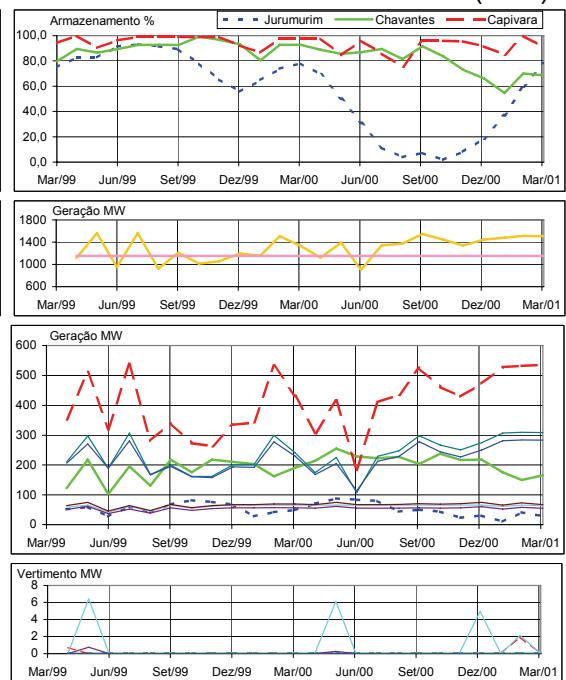 Armazenamento %
Jurumurim
Chavantes
Capivara
100,0
80,0
60,0
40,0
20,0
0,0
Mar/99 Jun/99 Set/99 Dez/99 Mar/00 Jun/00 Set/00 Dez/00 Mar/01
Geração MW
1800
1400
1000
600
Mar/99 Jun/99 Set/99 Dez/99 Mar/00 Jun/00 Set/00 Dez/00 Mar/01
Geração MW
600
500
400
300
200
100
0
Mar/99 Jun/99 Set/99 Dez/99 Mar/00 Jun/00 Set/00 Dez/00 Mar/01
Vertimento MW
8
6
4
2
0
Mar/99 Jun/99 Set/99 Dez/99 Mar/00 Jun/00 Set/00 Dez/00 Mar/01